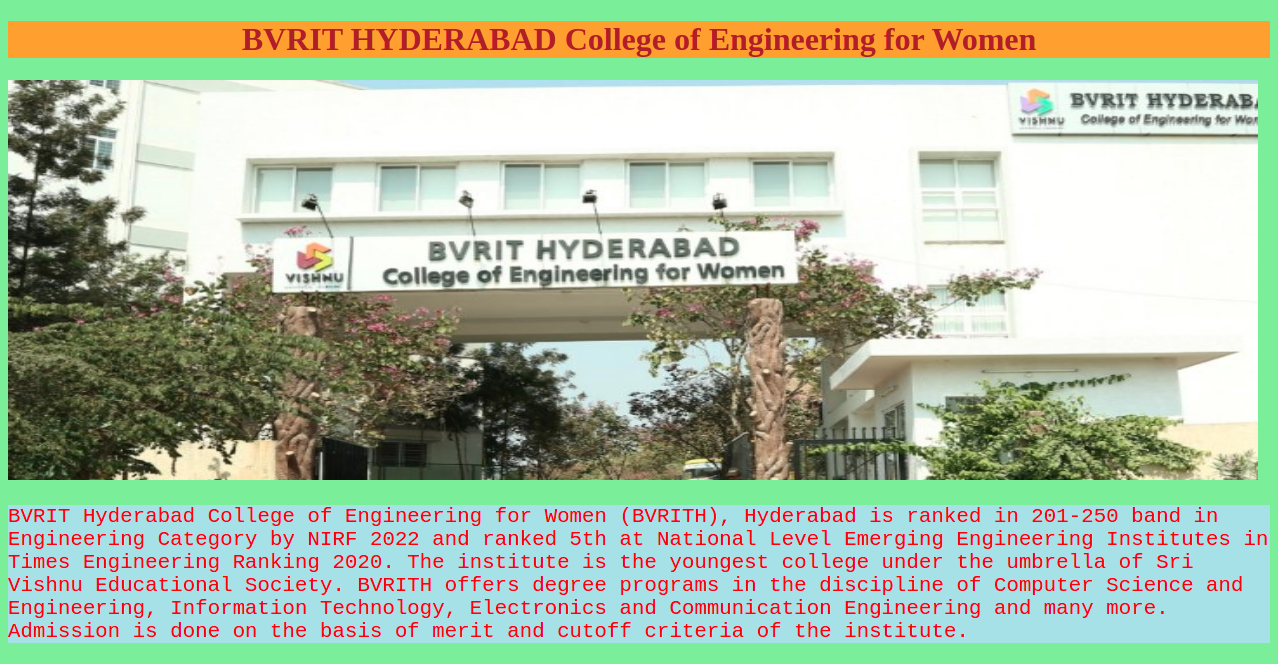 BVRIT HYDERABAD College of Engineering for Women
BVRIT HYDERABA
VISHNU
College of Engineering for Wom
BVRIT HYDERABAD
VISHNU
College of Engineering for Women
BVRIT Hyderabad College of Engineering for Women (BVRITH), Hyderabad is ranked in 201-250 band in
Engineering Category by NIRF 2022 and ranked 5th at National Level Emerging Engineering Institutes in
Times Engineering Ranking 2020. The institute is the youngest college under the umbrella of Sri
Vishnu Educational Society. BVRITH offers degree programs in the discipline of Computer Science and
Engineering, Information Technology, Electronics and Communication Engineering and many more.
Admission is done on the basis of merit and cutoff criteria of the institute.